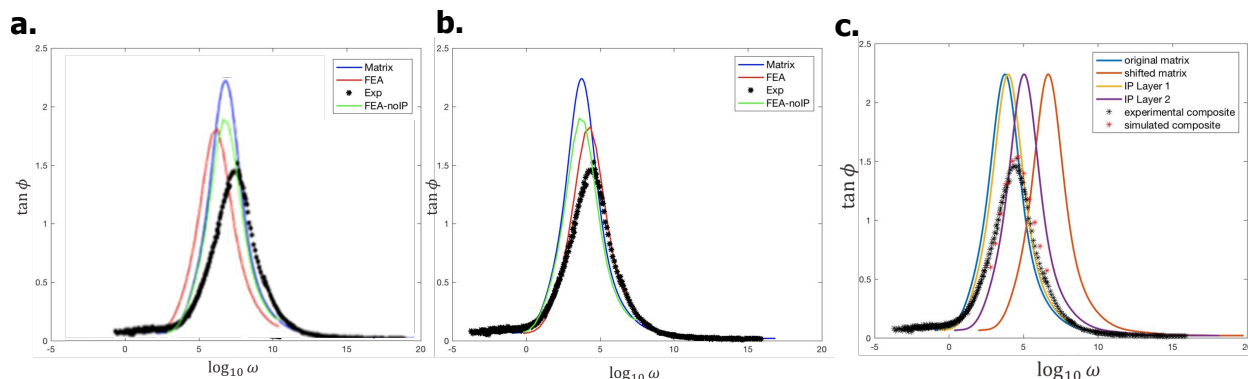 a.
2.5
2
1.5
1
0.5
0
-5
0
5
10
15
20
tan ϕ
log₁₀ ω
Matrix
FEA
Exp
FEA-noIP
b.
2.5
2
1.5
1
0.5
0
-5
0
5
10
15
20
tan ϕ
log₁₀ ω
Matrix
FEA
Exp
FEA-noIP
c.
2.5
2
1.5
1
0.5
0
-5
0
5
10
15
20
tan ϕ
log₁₀ ω
original matrix
shifted matrix
IP Layer 1
IP Layer 2
experimental composite
simulated composite